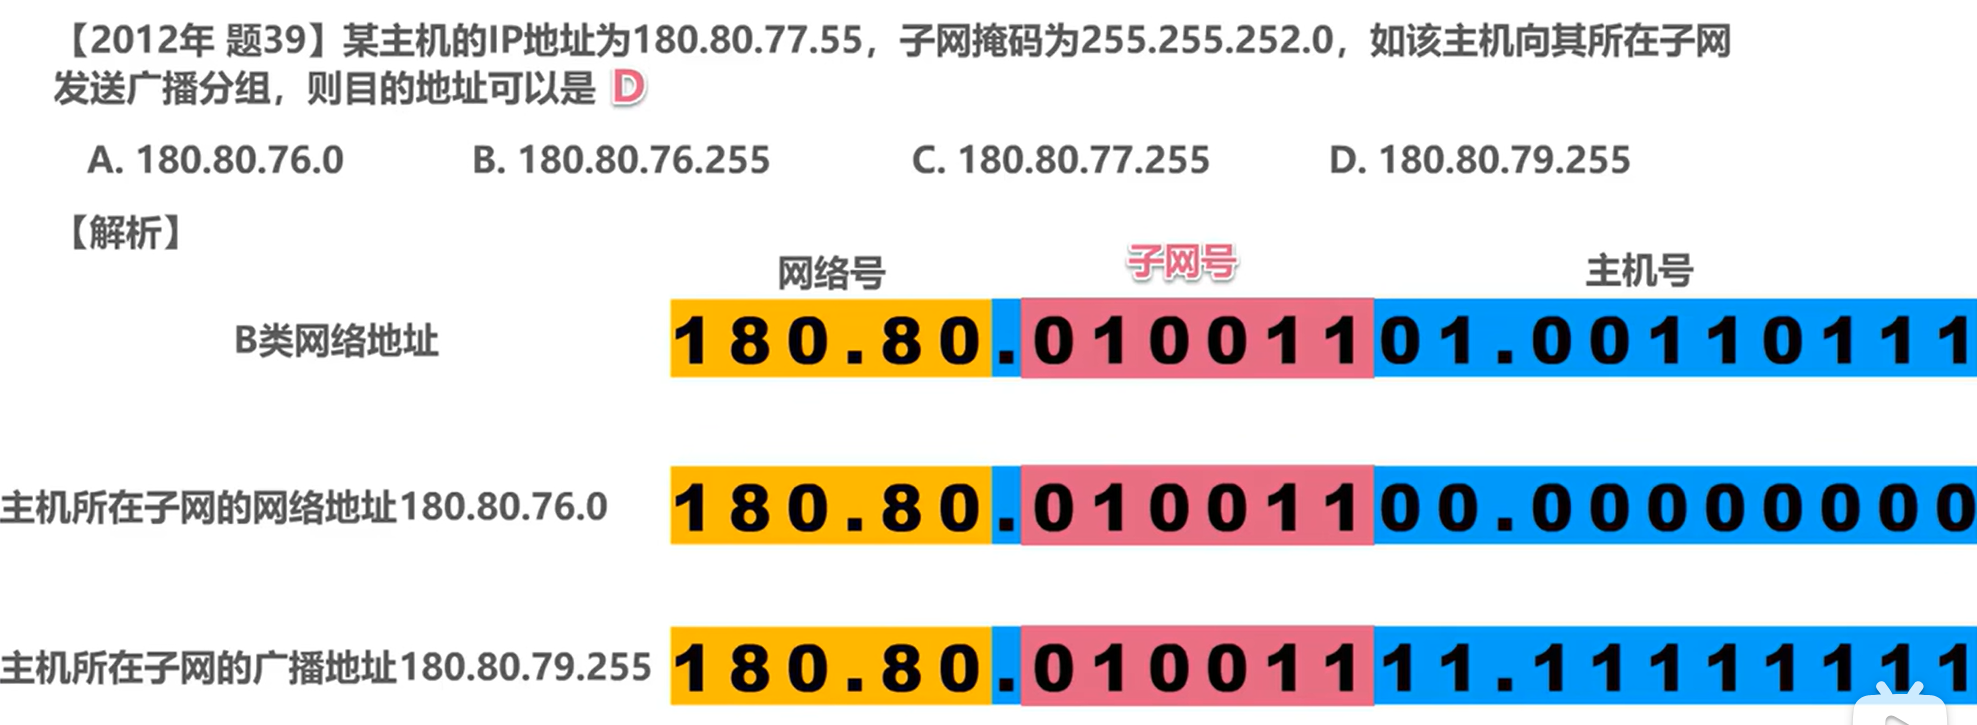 【2012年 题39】某主机的IP地址为180.80.77.55，子网掩码为255.255.252.0，如该主机向其所在子网
发送广播分组，则目的地址可以是 D
A. 180.80.76.0 B. 180.80.76.255 C. 180.80.77.255 D. 180.80.79.255
【解析】
网络号 子网号 主机号
B类网络地址 180.80.01001101.00110111
主机所在子网的网络地址180.80.76.0 180.80.01001100.00000000
主机所在子网的广播地址180.80.79.255 180.80.01001111.11111111